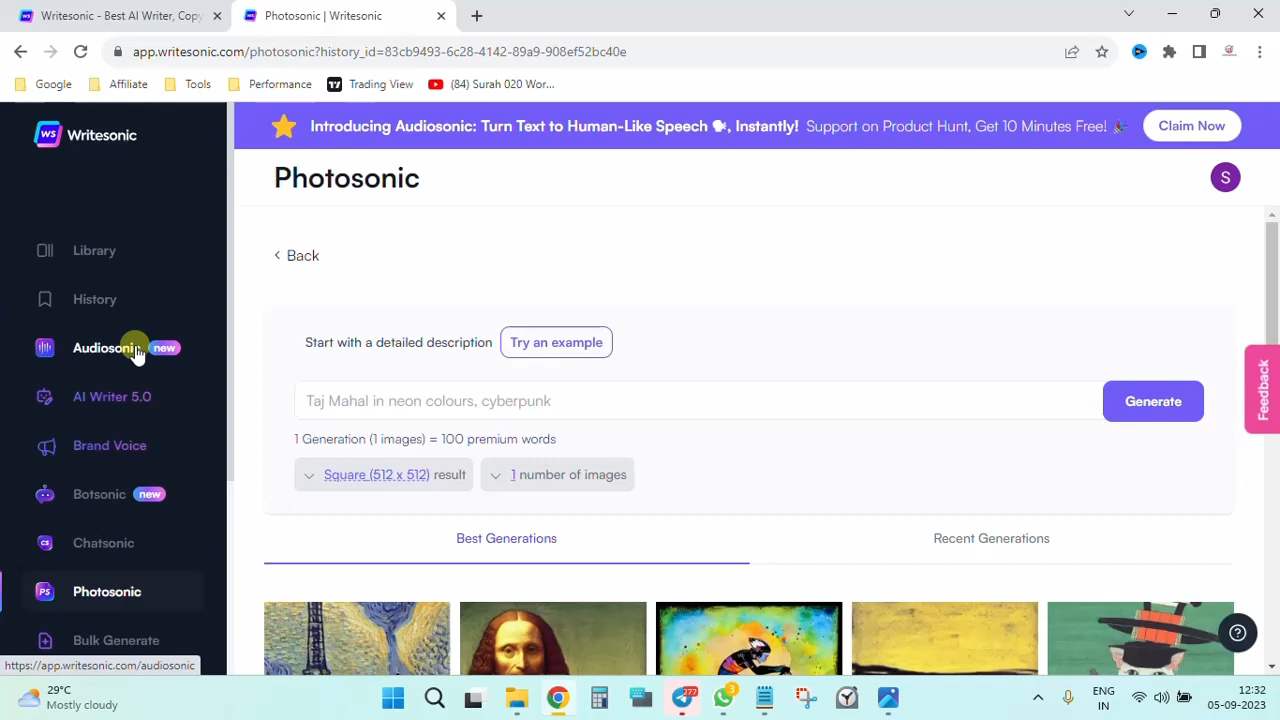 Writesonic - Best AI Writer, Copy
Photosonic | Writesonic
app.writesonic.com/photosonic?history_id=83cb9493-6c28-4142-89a9-908ef52bc40e
Google
Affiliate
Tools
Performance
Trading View
(84) Surah 020 Wor...
WS Writesonic
Introducing Audiosonic: Turn Text to Human-Like Speech 🗣️, Instantly! Support on Product Hunt, Get 10 Minutes Free! 🎉
Claim Now
Photosonic
S
Library
History
Audiosonic new
AI Writer 5.0
Brand Voice
Botsonic new
CS Chatsonic
PS Photosonic
Bulk Generate
Back
Start with a detailed description
Try an example
Taj Mahal in neon colours, cyberpunk
Generate
1 Generation (1 images) = 100 premium words
Square (512 x 512) result
1 number of images
Best Generations
Recent Generations
Feedback
https://app.writesonic.com/audiosonic
29°C
Mostly cloudy
277
3
ENG
IN
12:32
05-09-2023